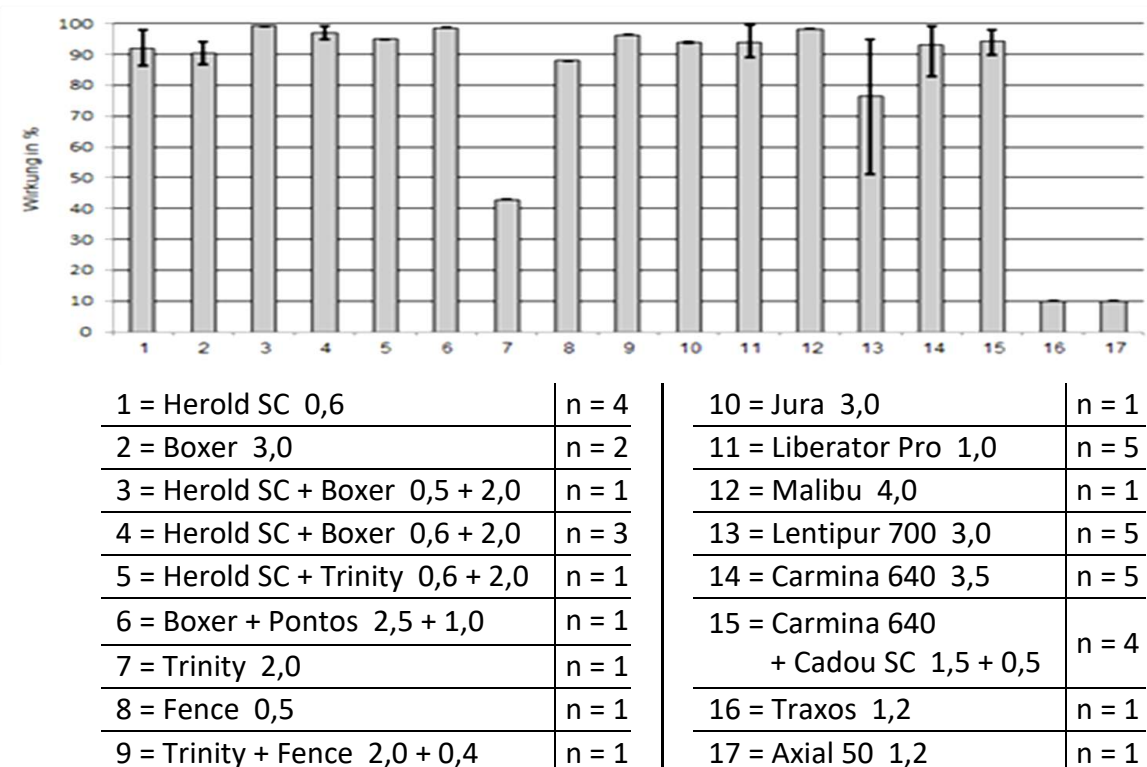 100
90
80
70
60
50
40
30
20
10
0
Wirkung in %
1 2 3 4 5 6 7 8 9 10 11 12 13 14 15 16 17
1 = Herold SC 0,6 n = 4
2 = Boxer 3,0 n = 2
3 = Herold SC + Boxer 0,5 + 2,0 n = 1
4 = Herold SC + Boxer 0,6 + 2,0 n = 3
5 = Herold SC + Trinity 0,6 + 2,0 n = 1
6 = Boxer + Pontos 2,5 + 1,0 n = 1
7 = Trinity 2,0 n = 1
8 = Fence 0,5 n = 1
9 = Trinity + Fence 2,0 + 0,4 n = 1
10 = Jura 3,0 n = 1
11 = Liberator Pro 1,0 n = 5
12 = Malibu 4,0 n = 1
13 = Lentipur 700 3,0 n = 5
14 = Carmina 640 3,5 n = 5
15 = Carmina 640
+ Cadou SC 1,5 + 0,5 n = 4
16 = Traxos 1,2 n = 1
17 = Axial 50 1,2 n = 1